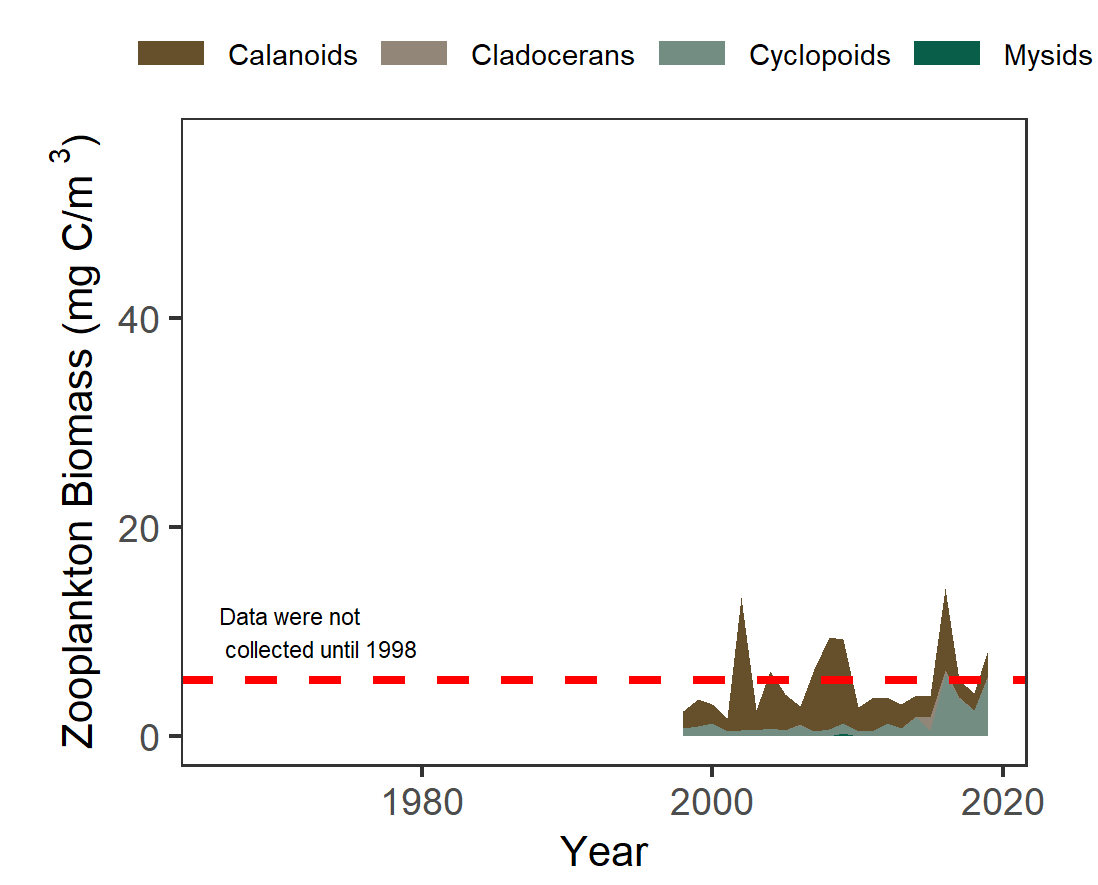 Calanoids Cladocerans Cyclopoids Mysids
Zooplankton Biomass (mg C/m ³)
40
20
0
Data were not
collected until 1998
1980 2000 2020
Year